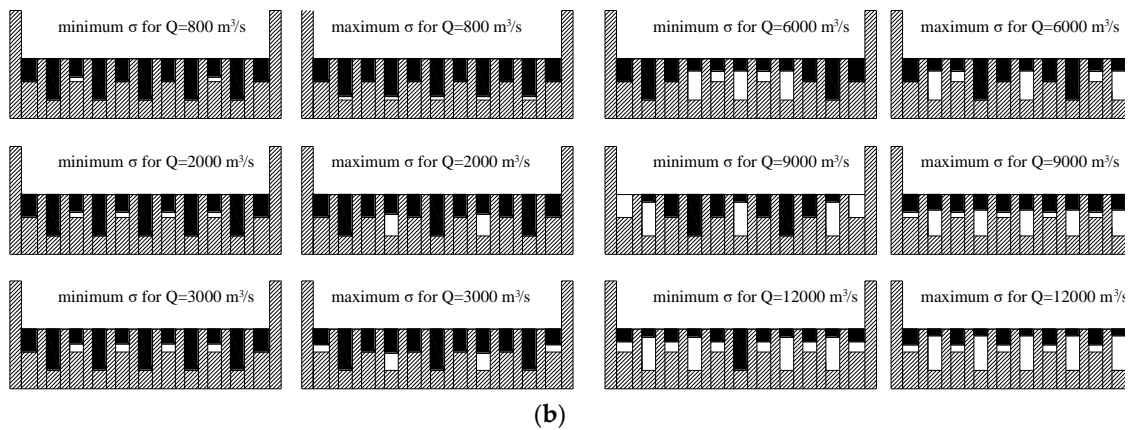 minimum σ for Q=800 m³/s
maximum σ for Q=800 m³/s
minimum σ for Q=6000 m³/s
maximum σ for Q=6000 m³/s
minimum σ for Q=2000 m³/s
maximum σ for Q=2000 m³/s
minimum σ for Q=9000 m³/s
maximum σ for Q=9000 m³/s
minimum σ for Q=3000 m³/s
maximum σ for Q=3000 m³/s
minimum σ for Q=12000 m³/s
maximum σ for Q=12000 m³/s
(b)